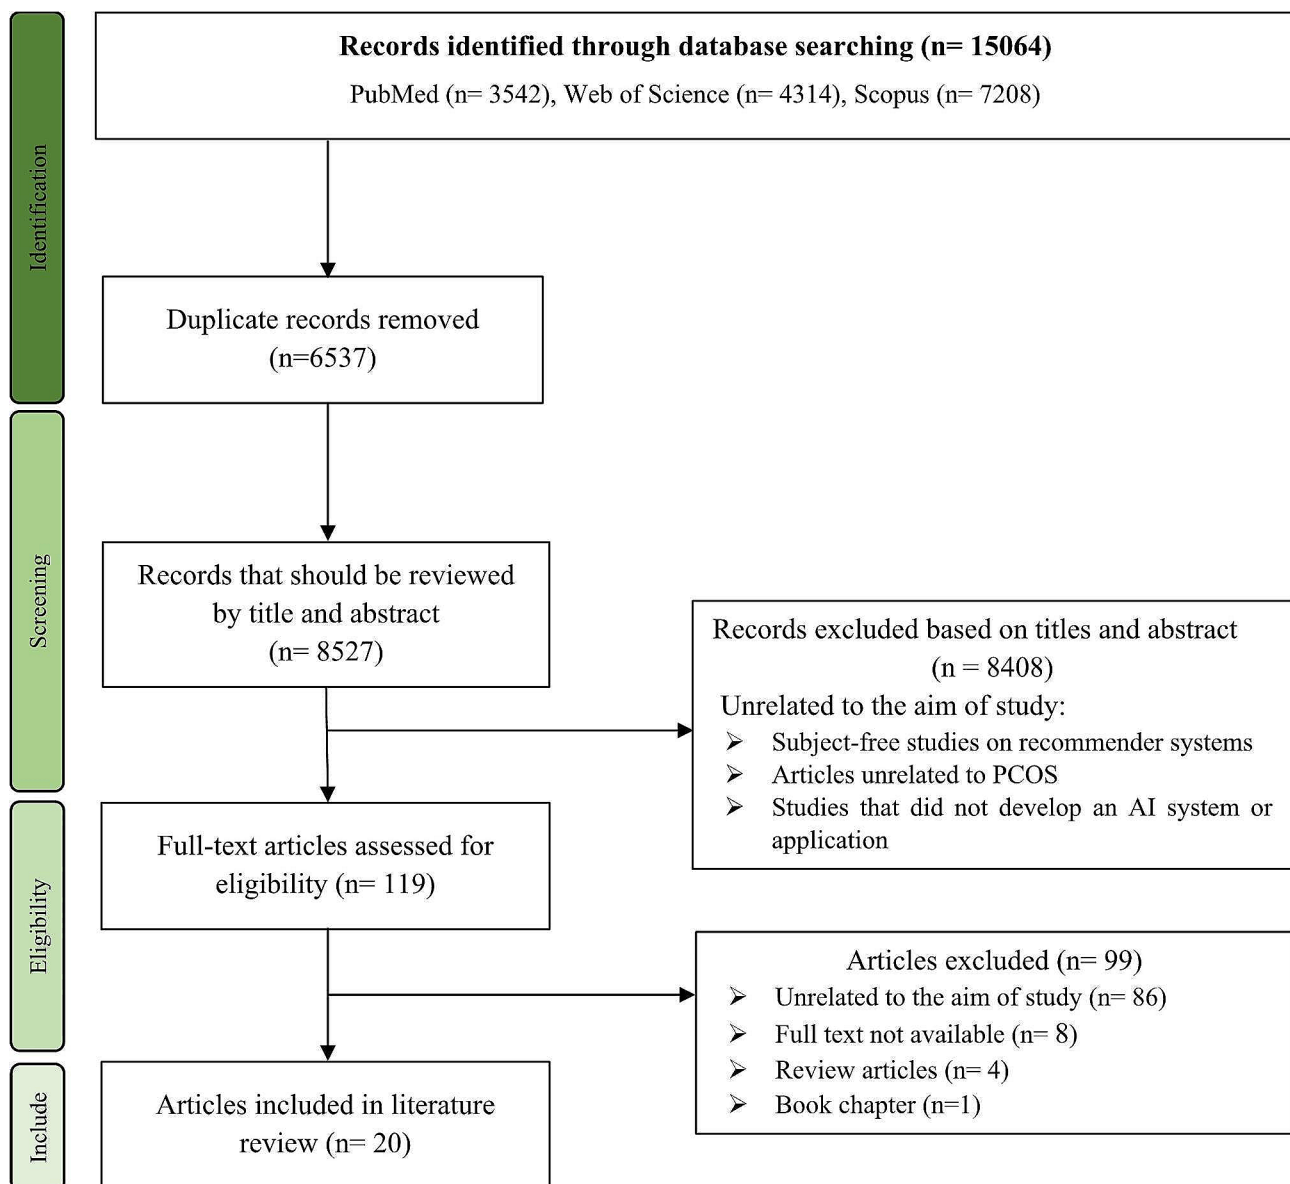 Records identified through database searching (n= 15064)
PubMed (n= 3542), Web of Science (n= 4314), Scopus (n= 7208)
Identification
Duplicate records removed
(n=6537)
Screening
Records that should be reviewed
by title and abstract
(n= 8527)
Records excluded based on titles and abstract
(n = 8408)
Unrelated to the aim of study:
➢ Subject-free studies on recommender systems
➢ Articles unrelated to PCOS
➢ Studies that did not develop an AI system or
application
Eligibility
Full-text articles assessed for
eligibility (n= 119)
Articles excluded (n= 99)
➢ Unrelated to the aim of study (n= 86)
➢ Full text not available (n= 8)
➢ Review articles (n= 4)
➢ Book chapter (n=1)
Include
Articles included in literature
review (n= 20)